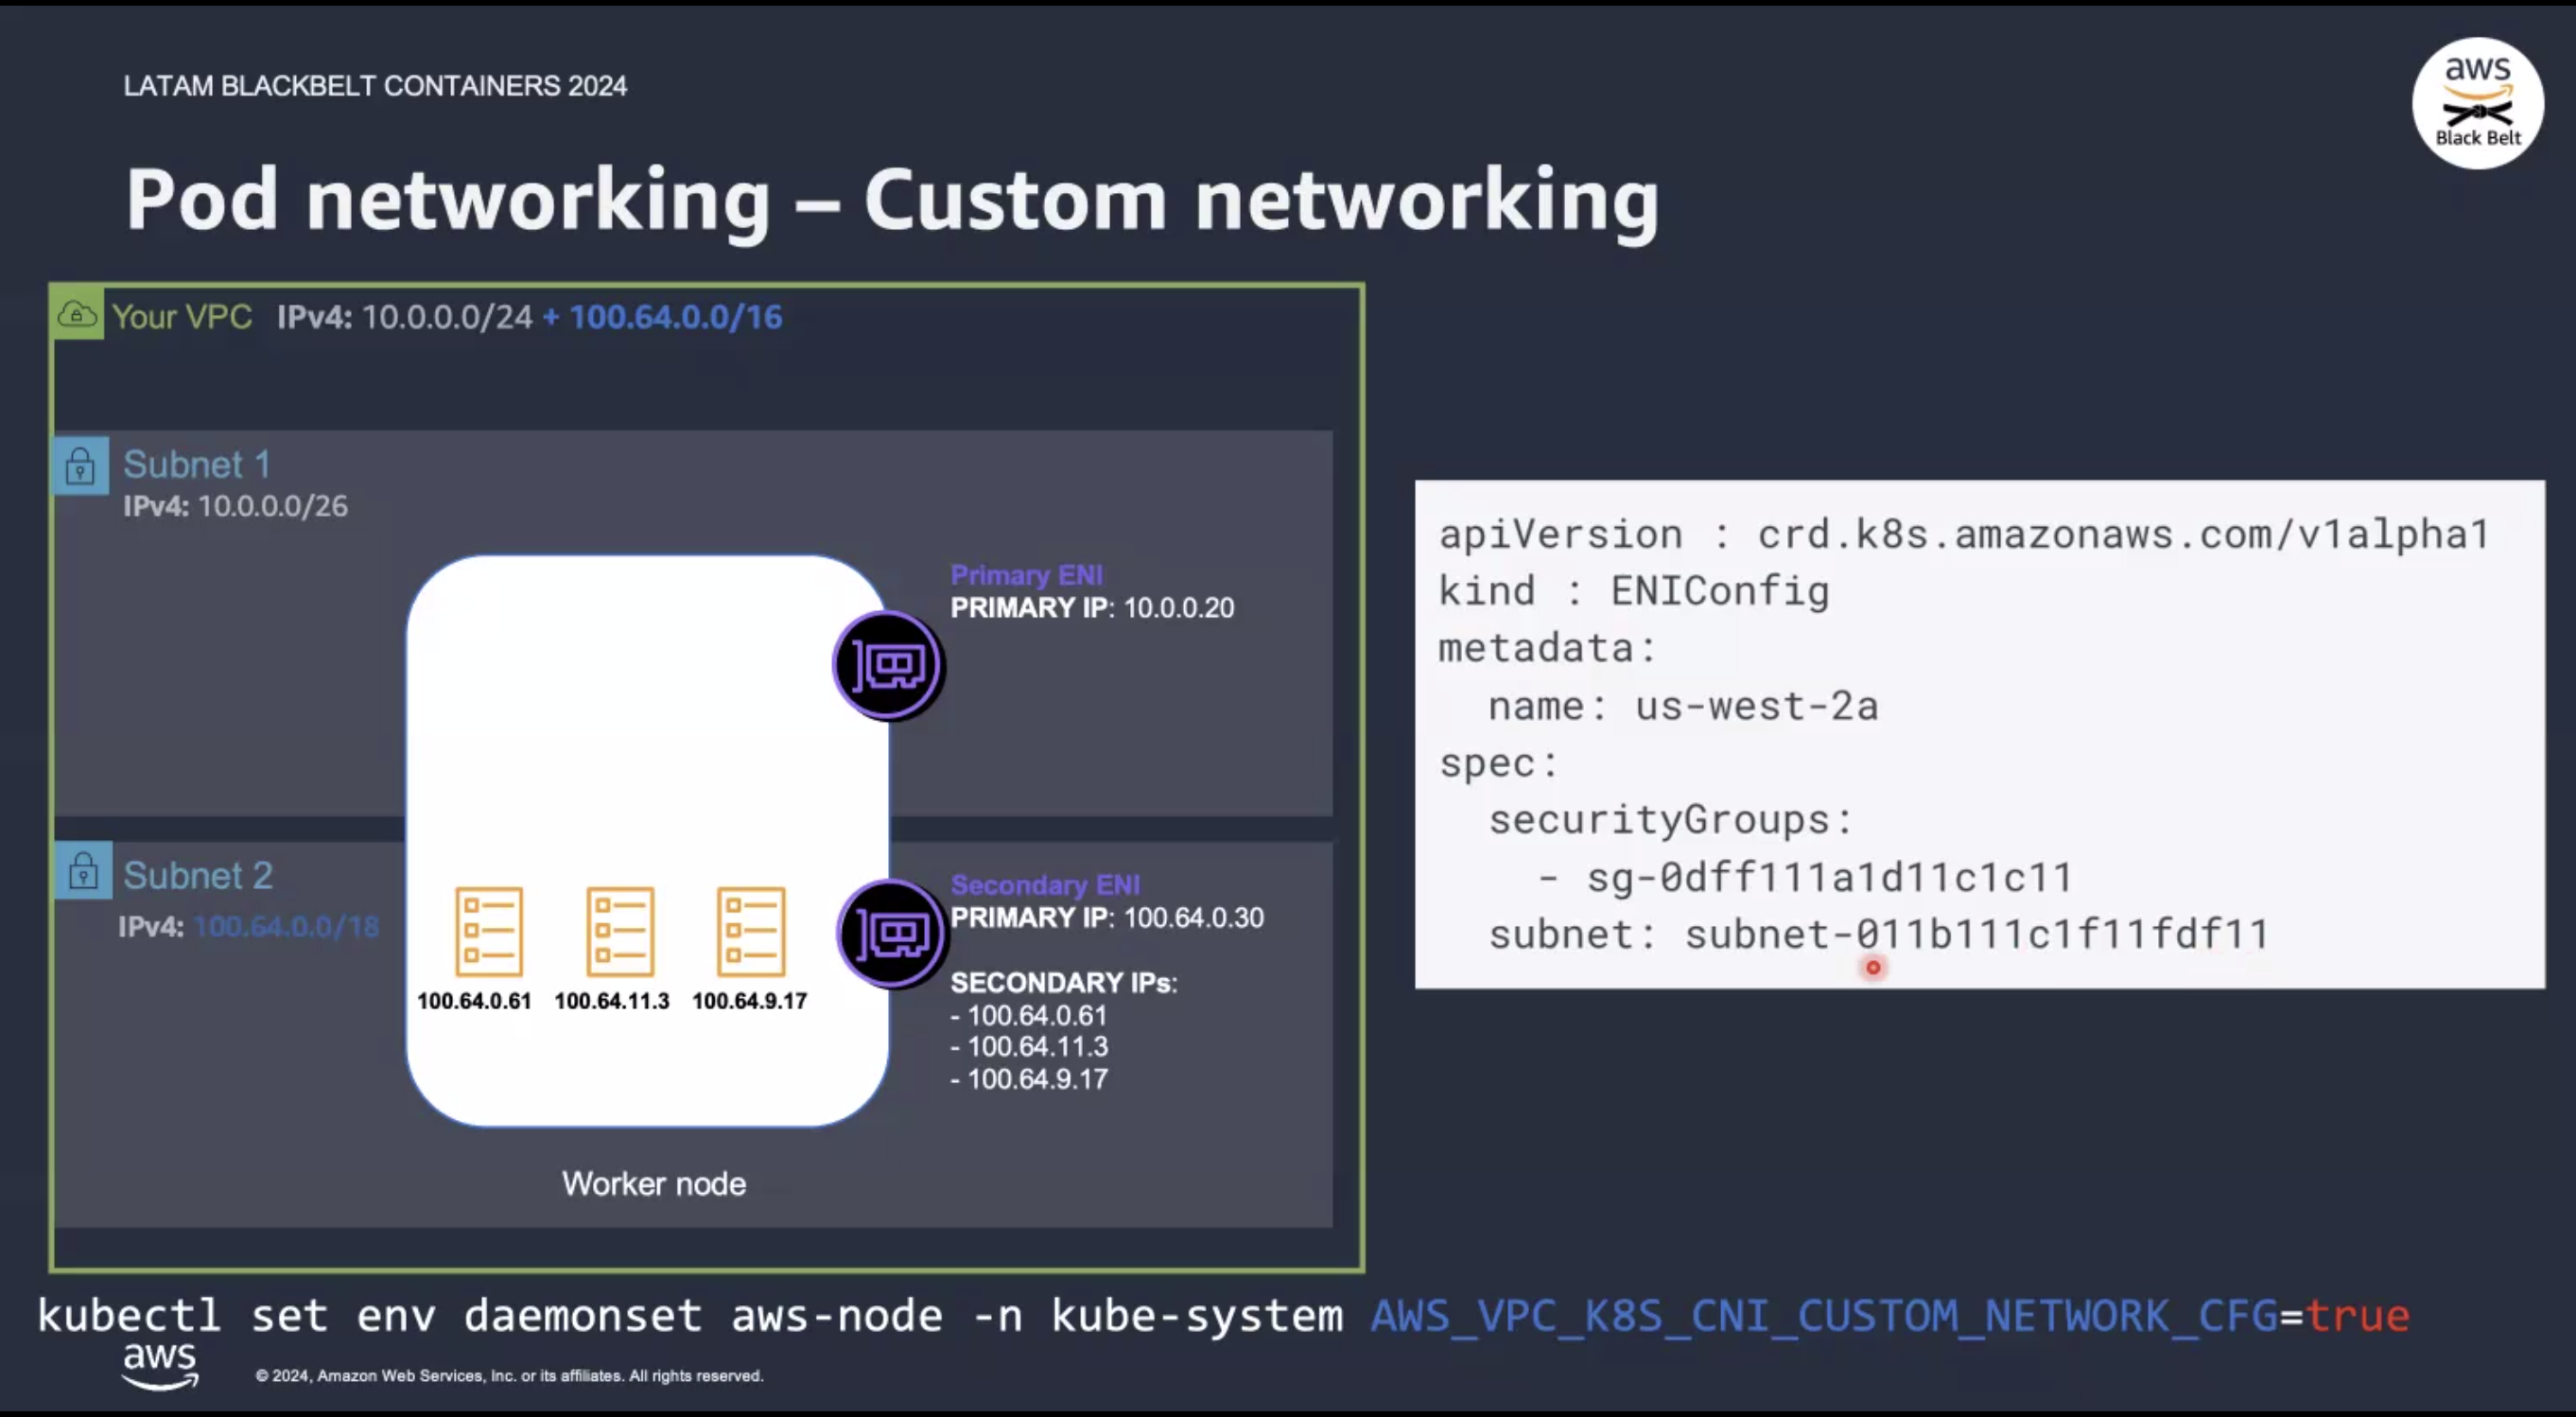 LATAM BLACKBELT CONTAINERS 2024
aws
Black Belt
Pod networking – Custom networking
Your VPC IPv4: 10.0.0.0/24 + 100.64.0.0/16
Subnet 1
IPv4: 10.0.0.0/26
Primary ENI
PRIMARY IP: 10.0.0.20
Subnet 2
IPv4: 100.64.0.0/18
100.64.0.61 100.64.11.3 100.64.9.17
Secondary ENI
PRIMARY IP: 100.64.0.30
SECONDARY IPs:
- 100.64.0.61
- 100.64.11.3
- 100.64.9.17
Worker node
apiVersion : crd.k8s.amazonaws.com/v1alpha1
kind : ENIConfig
metadata:
  name: us-west-2a
spec:
  securityGroups:
    - sg-0dff111a1d11c1c11
  subnet: subnet-011b111c1f11fdf11
kubectl set env daemonset aws-node -n kube-system AWS_VPC_K8S_CNI_CUSTOM_NETWORK_CFG=true
aws
© 2024, Amazon Web Services, Inc. or its affiliates. All rights reserved.